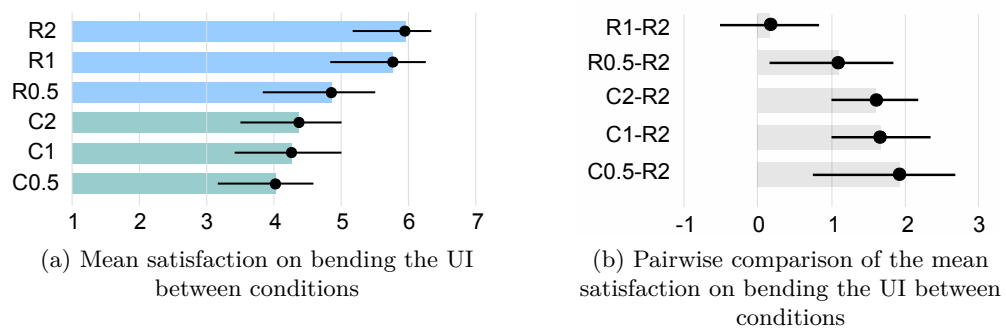 R2
R1
R0.5
C2
C1
C0.5
1 2 3 4 5 6 7
(a) Mean satisfaction on bending the UI
between conditions
R1-R2
R0.5-R2
C2-R2
C1-R2
C0.5-R2
-1 0 1 2 3
(b) Pairwise comparison of the mean
satisfaction on bending the UI between
conditions